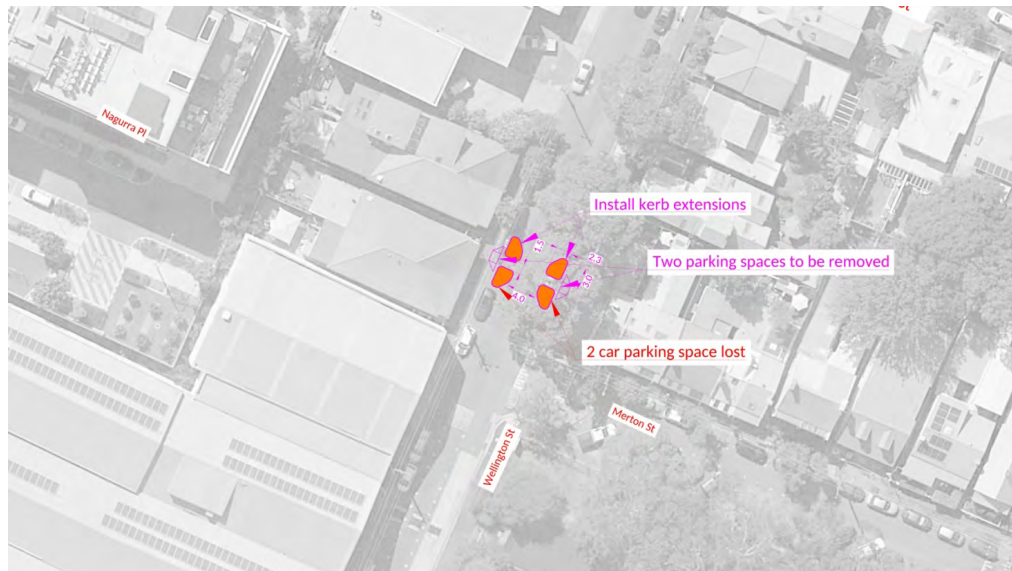 Nagurra Pl
Install kerb extensions
1.5
2.3
Two parking spaces to be removed
3.0
4.0
2 car parking space lost
Merton St
Wellington St